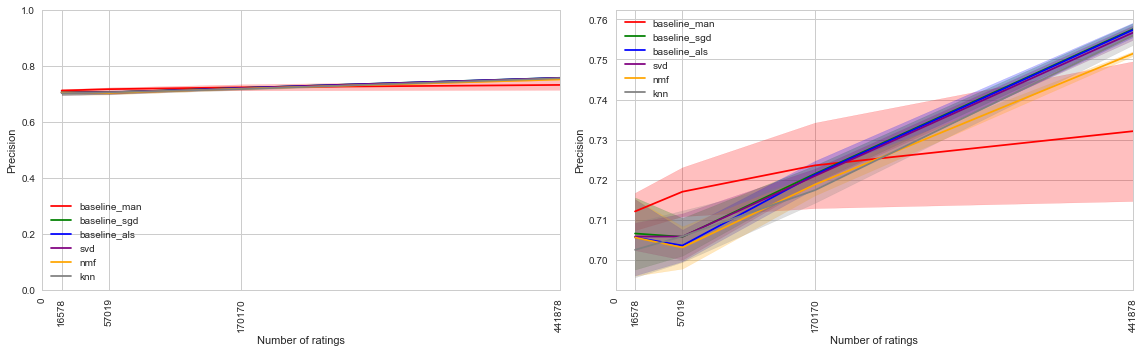 1.0
0.8
0.6
0.4
0.2
0.0
Precision
baseline_man
baseline_sgd
baseline_als
svd
nmf
knn
0
16578
57019
170170
441878
Number of ratings
0.76
0.75
0.74
0.73
0.72
0.71
0.70
Precision
baseline_man
baseline_sgd
baseline_als
svd
nmf
knn
0
16578
57019
170170
441878
Number of ratings